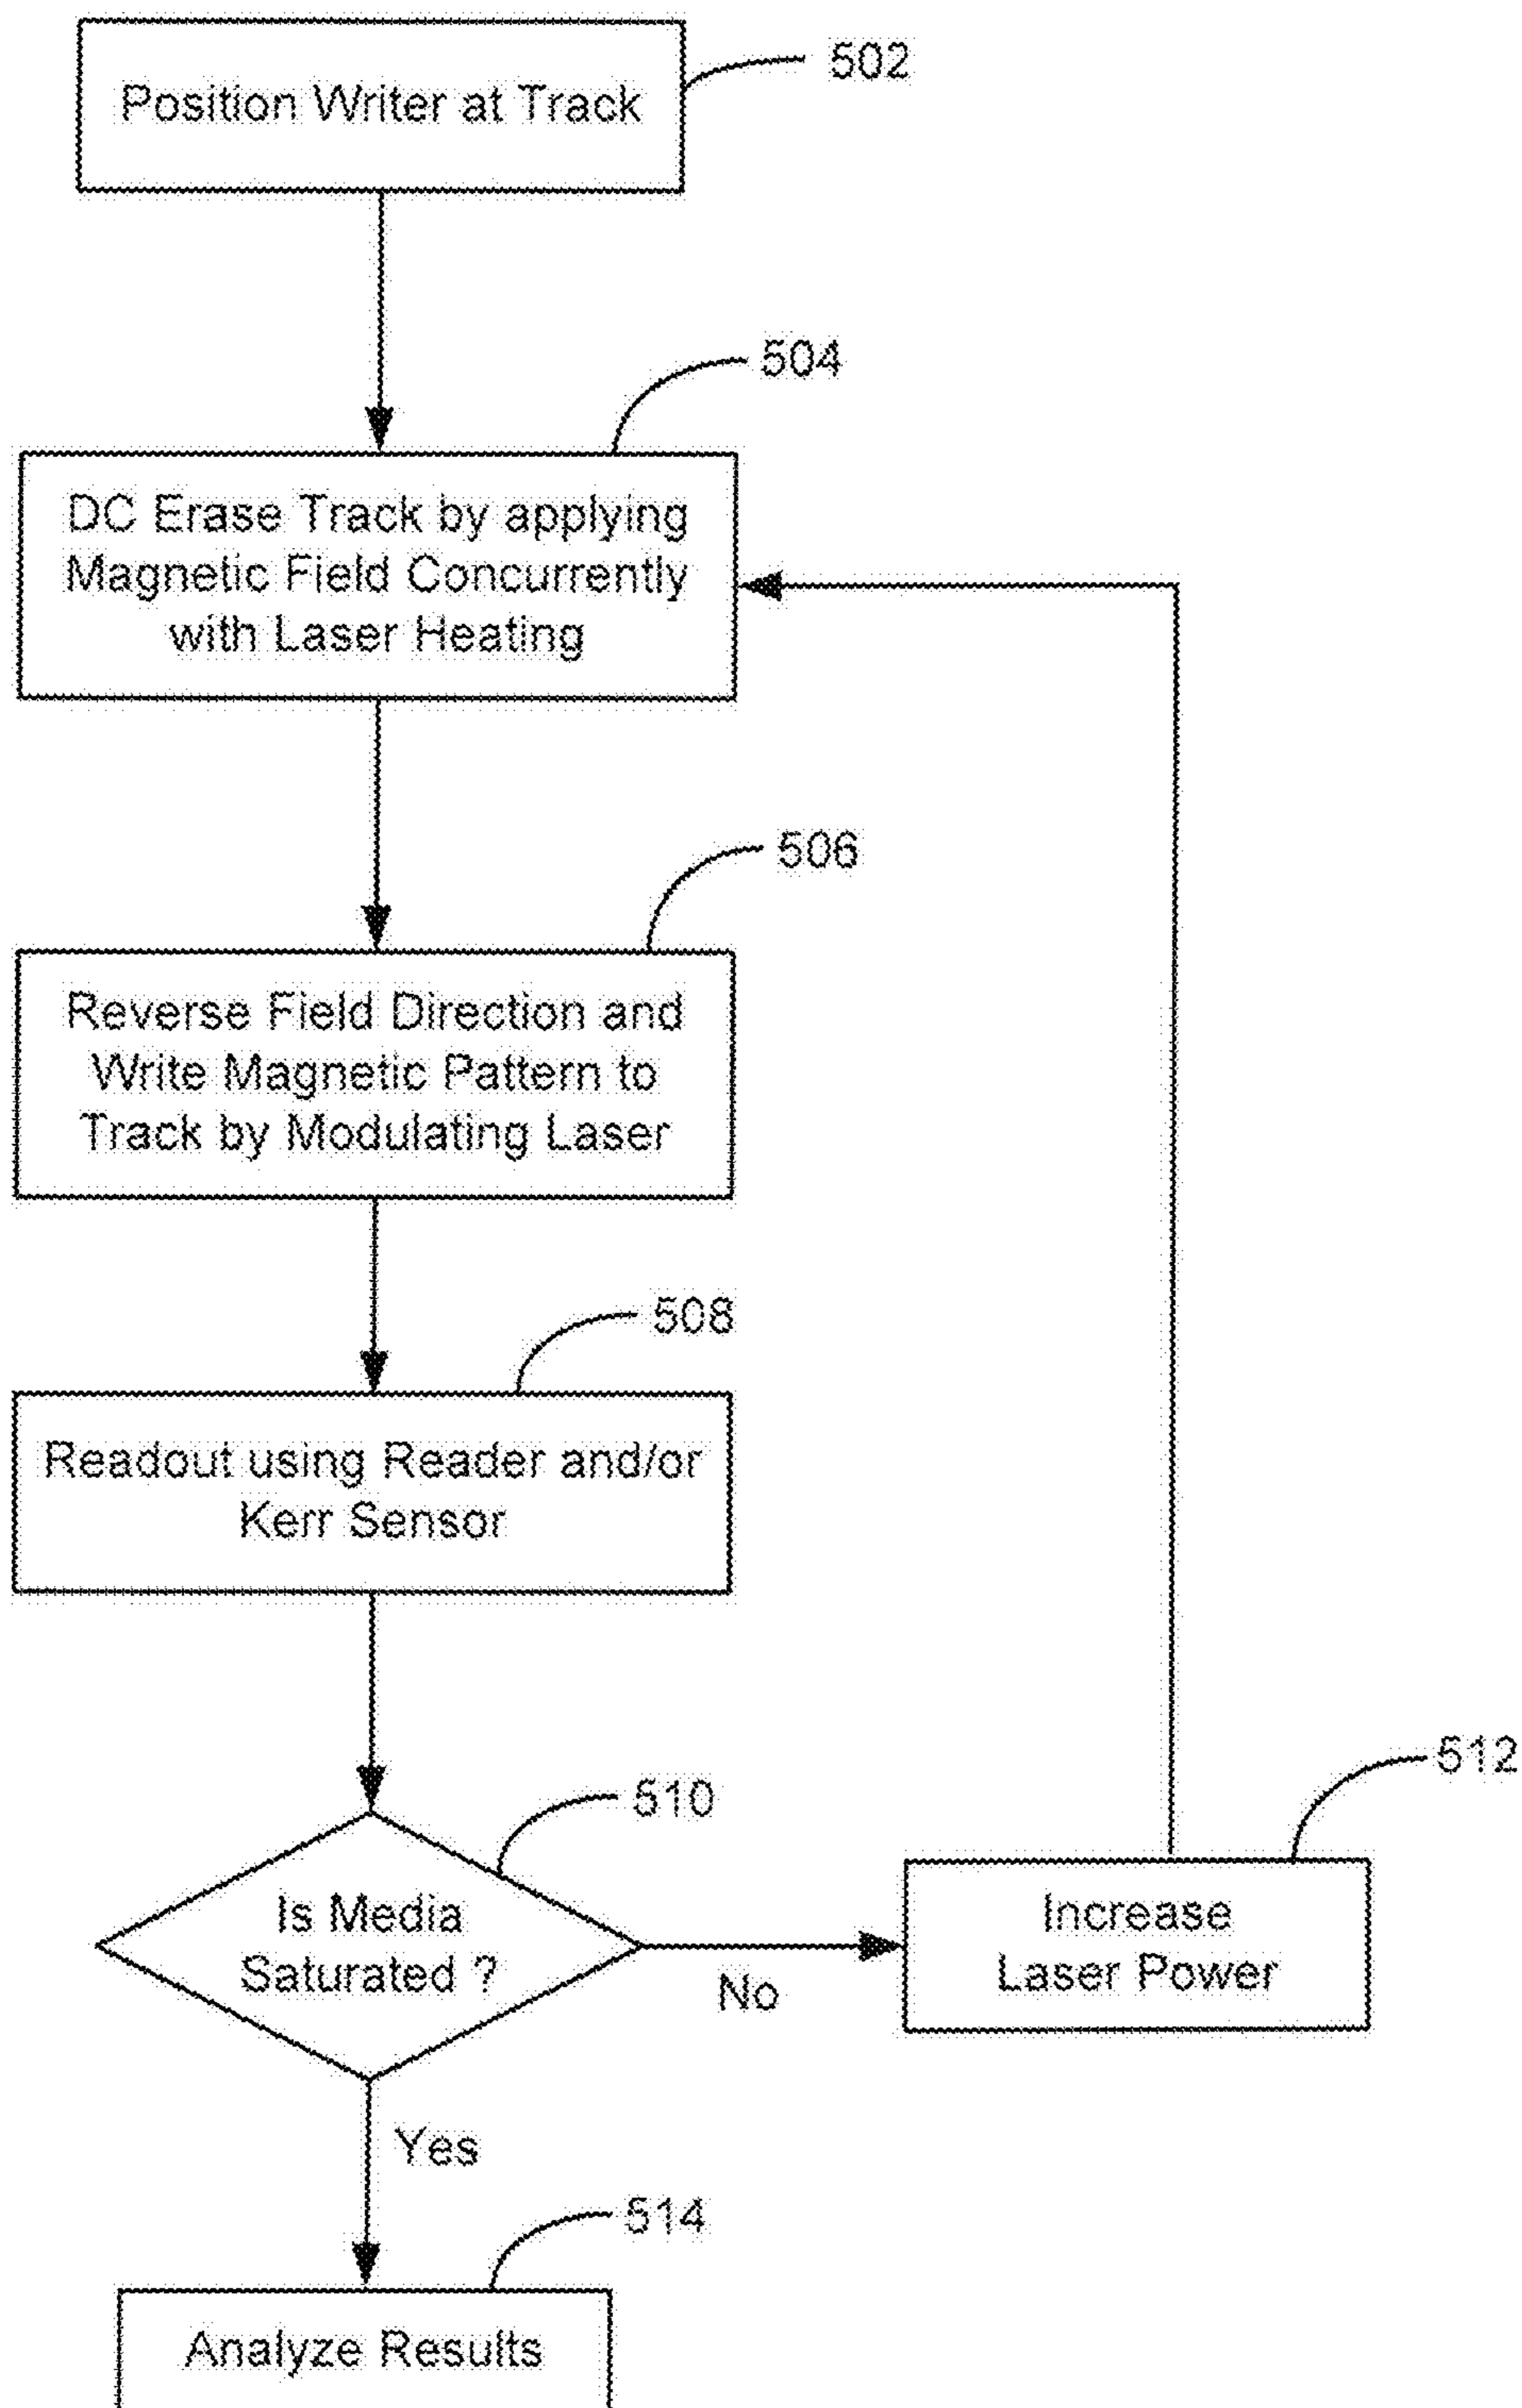 502
Position Writer at Track
504
DC Erase Track by applying
Magnetic Field Concurrently
with Laser Heating
506
Reverse Field Direction and
Write Magnetic Pattern to
Track by Modulating Laser
508
Readout using Reader and/or
Kerr Sensor
510
Is Media
Saturated ?
No
512
Increase
Laser Power
Yes
514
Analyze Results